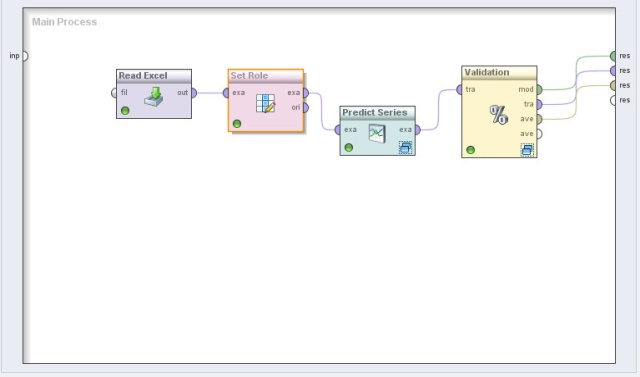 Main Process
inp
res
res
res
res
Read Excel
fil
out
Set Role
exa
exa
ori
Predict Series
exa
exa
Validation
tra
mod
tra
ave
ave
%